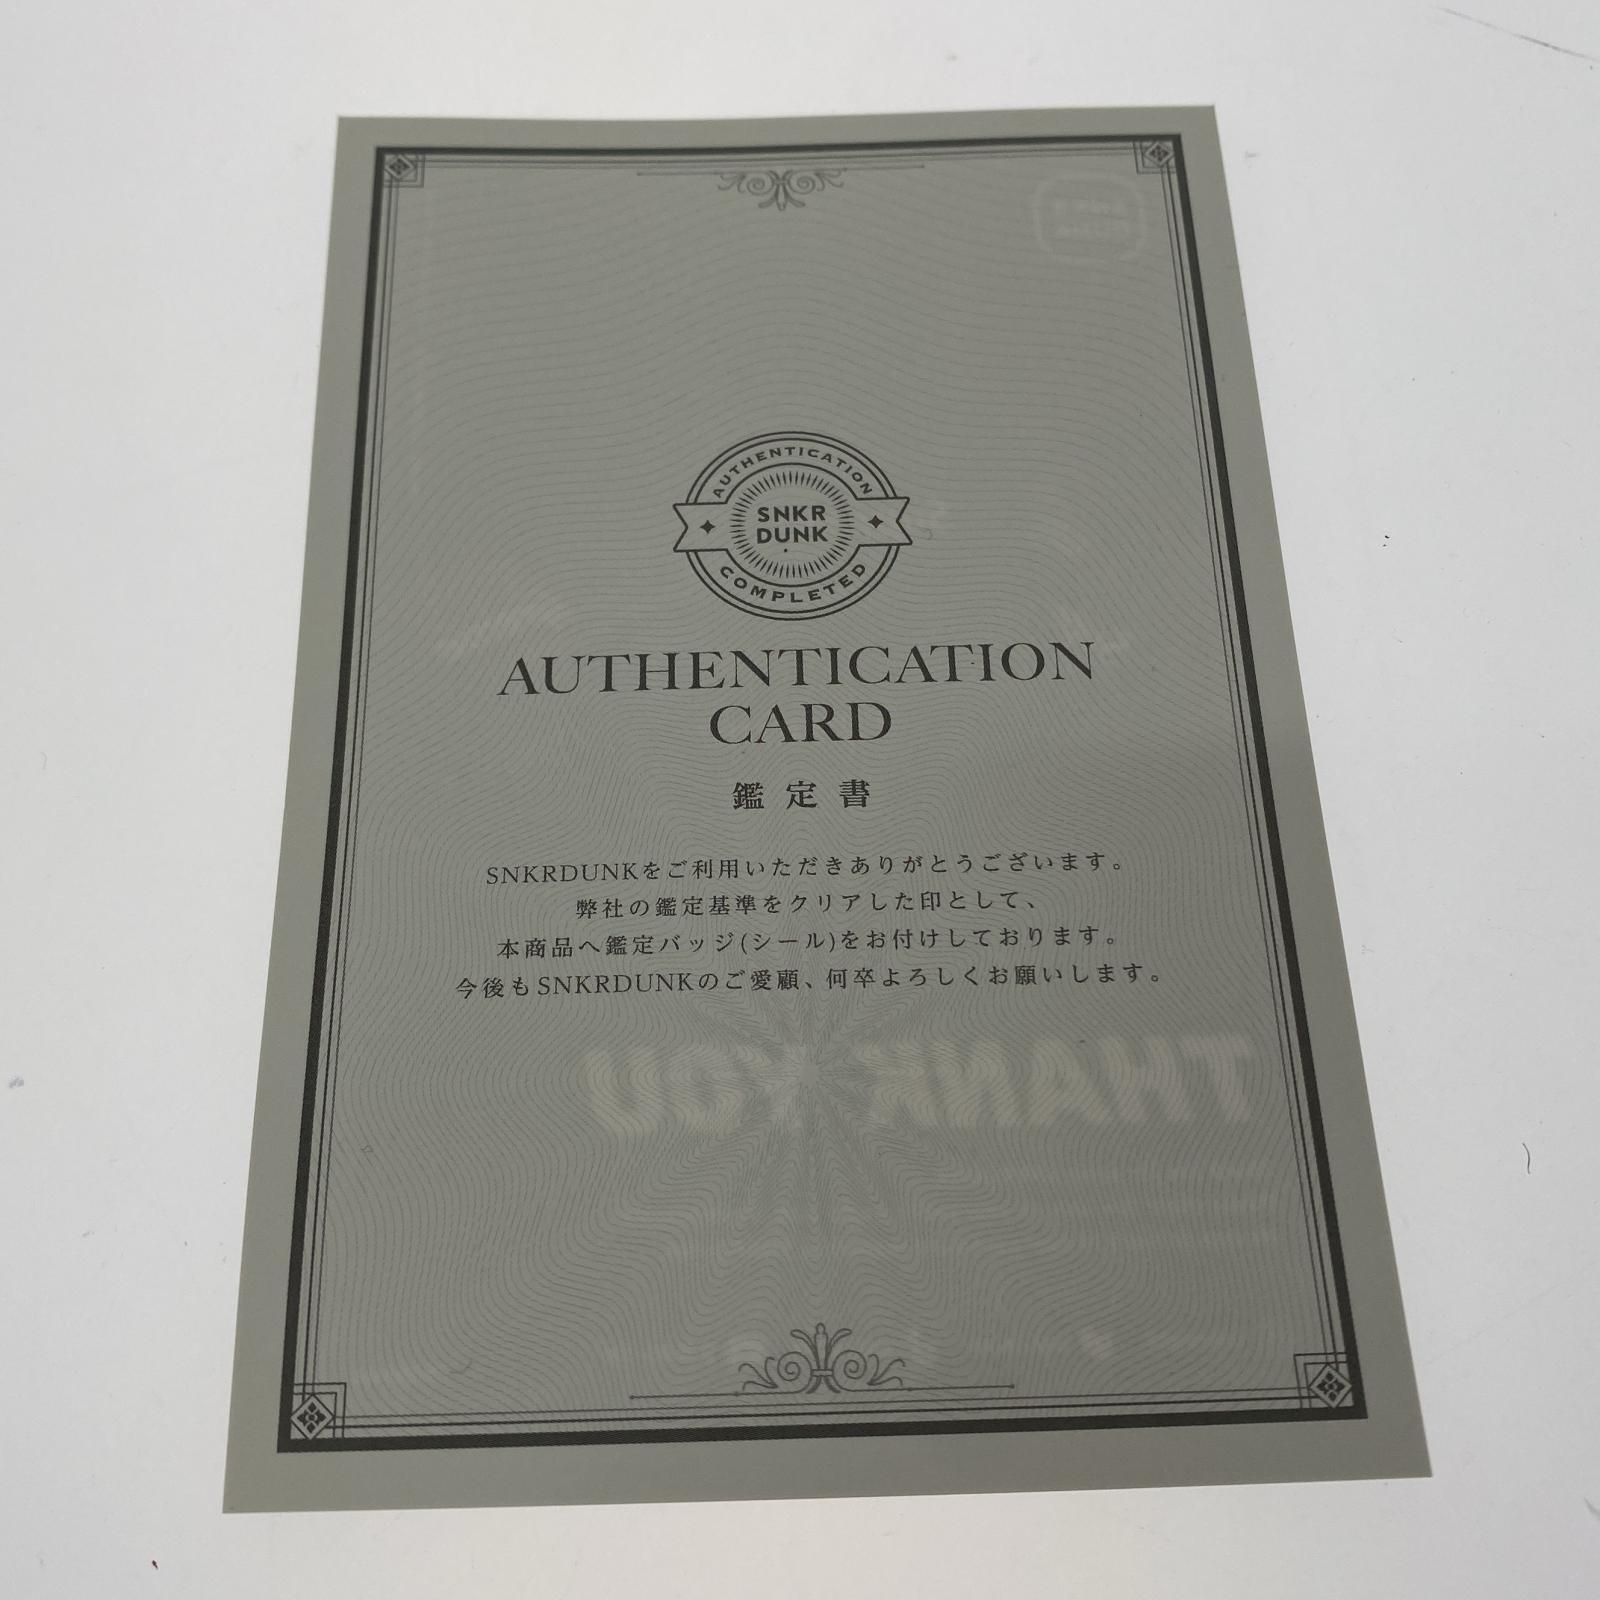 AUTHENTICATION
SNKR
DUNK
COMPLETED
AUTHENTICATION
CARD
鑑定書
SNKRDUNKをご利用いただきありがとうございます。
弊社の鑑定基準をクリアした印として、
本商品へ鑑定バッジ(シール)をお付けしております。
今後もSNKRDUNKのご愛顧、何卒よろしくお願いします。
THANK YOU